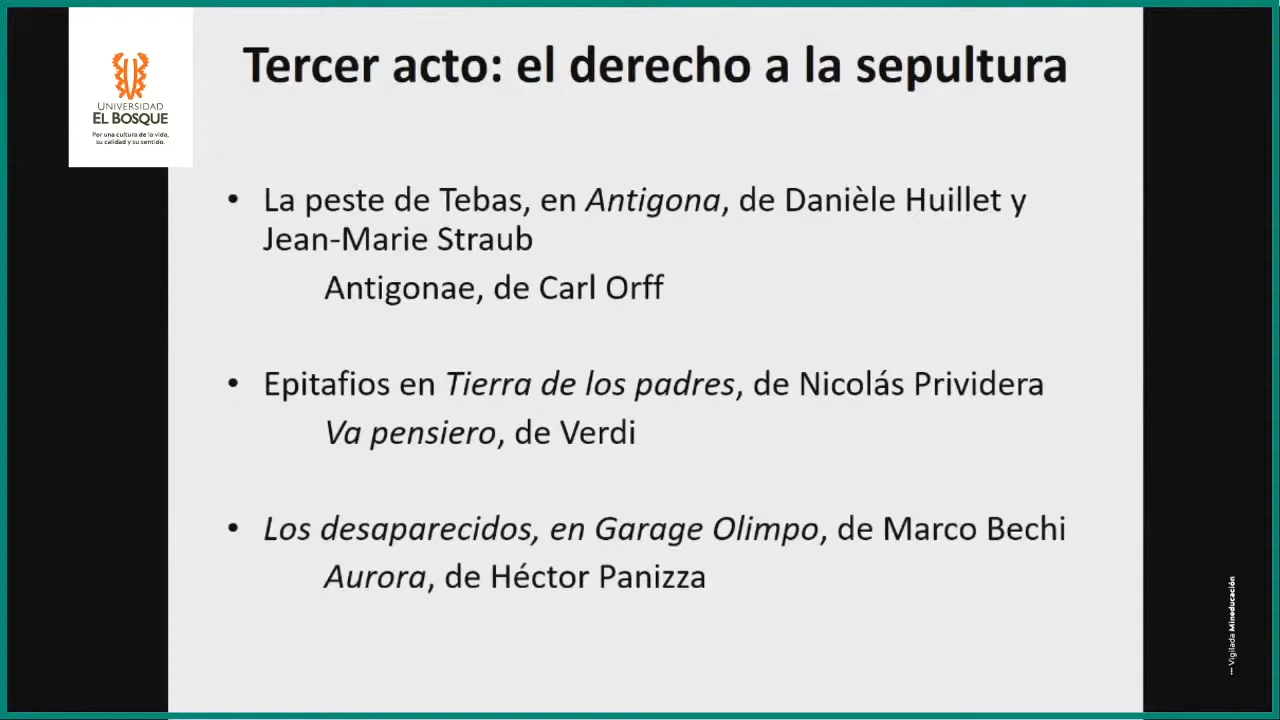 UNIVERSIDAD
EL BOSQUE
Por una cultura de la vida,
su calidad y su sentido.
Tercer acto: el derecho a la sepultura
• La peste de Tebas, en Antigona, de Danièle Huillet y
Jean-Marie Straub
Antigonae, de Carl Orff
• Epitafios en Tierra de los padres, de Nicolás Prividera
Va pensiero, de Verdi
• Los desaparecidos, en Garage Olimpo, de Marco Bechi
Aurora, de Héctor Panizza
Vigilada Mineducación